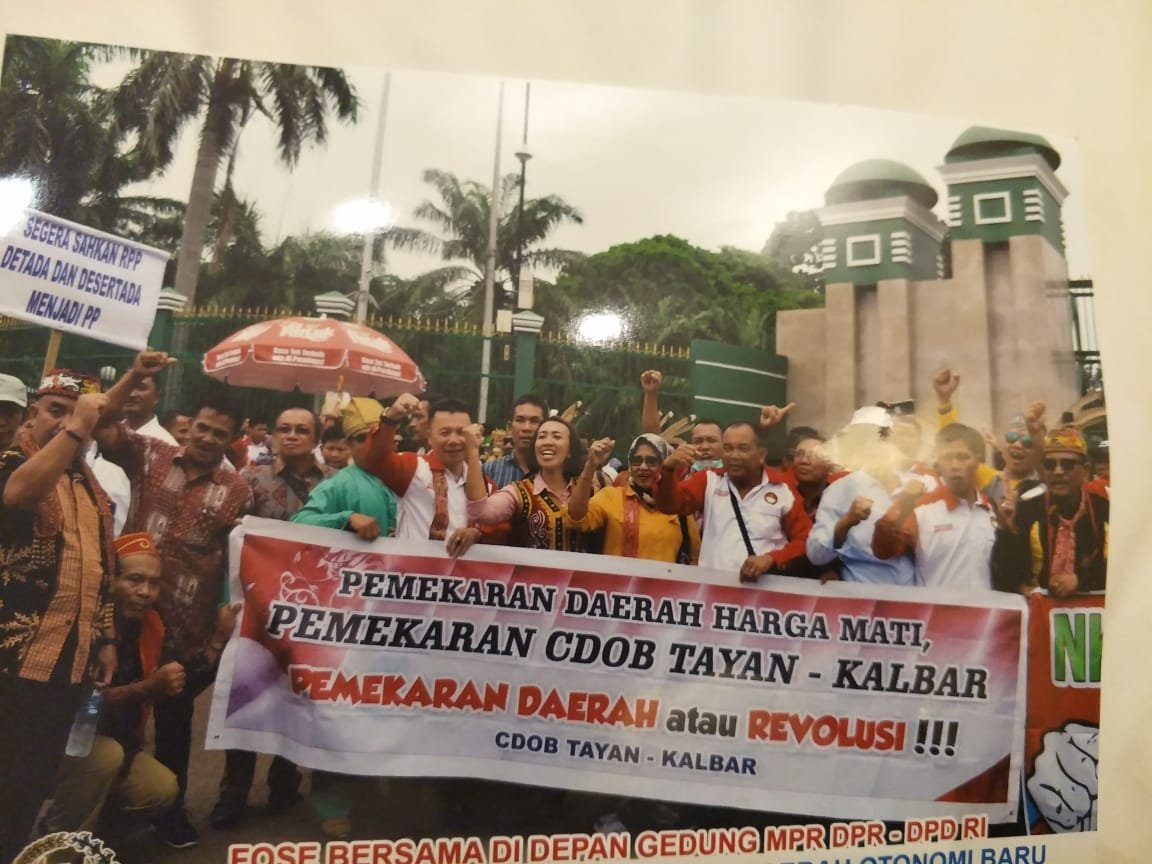 SEGERA SAHKAN RPP
DETADA DAN DESERTADA
MENJADI PP
PEMEKARAN DAERAH HARGA MATI,
PEMEKARAN CDOB TAYAN - KALBAR
PEMEKARAN DAERAH atau REVOLUSI !!!
CDOB TAYAN - KALBAR
FOSE BERSAMA DI DEPAN GEDUNG MPR DPR - DPD RI
OTONOMI BARU